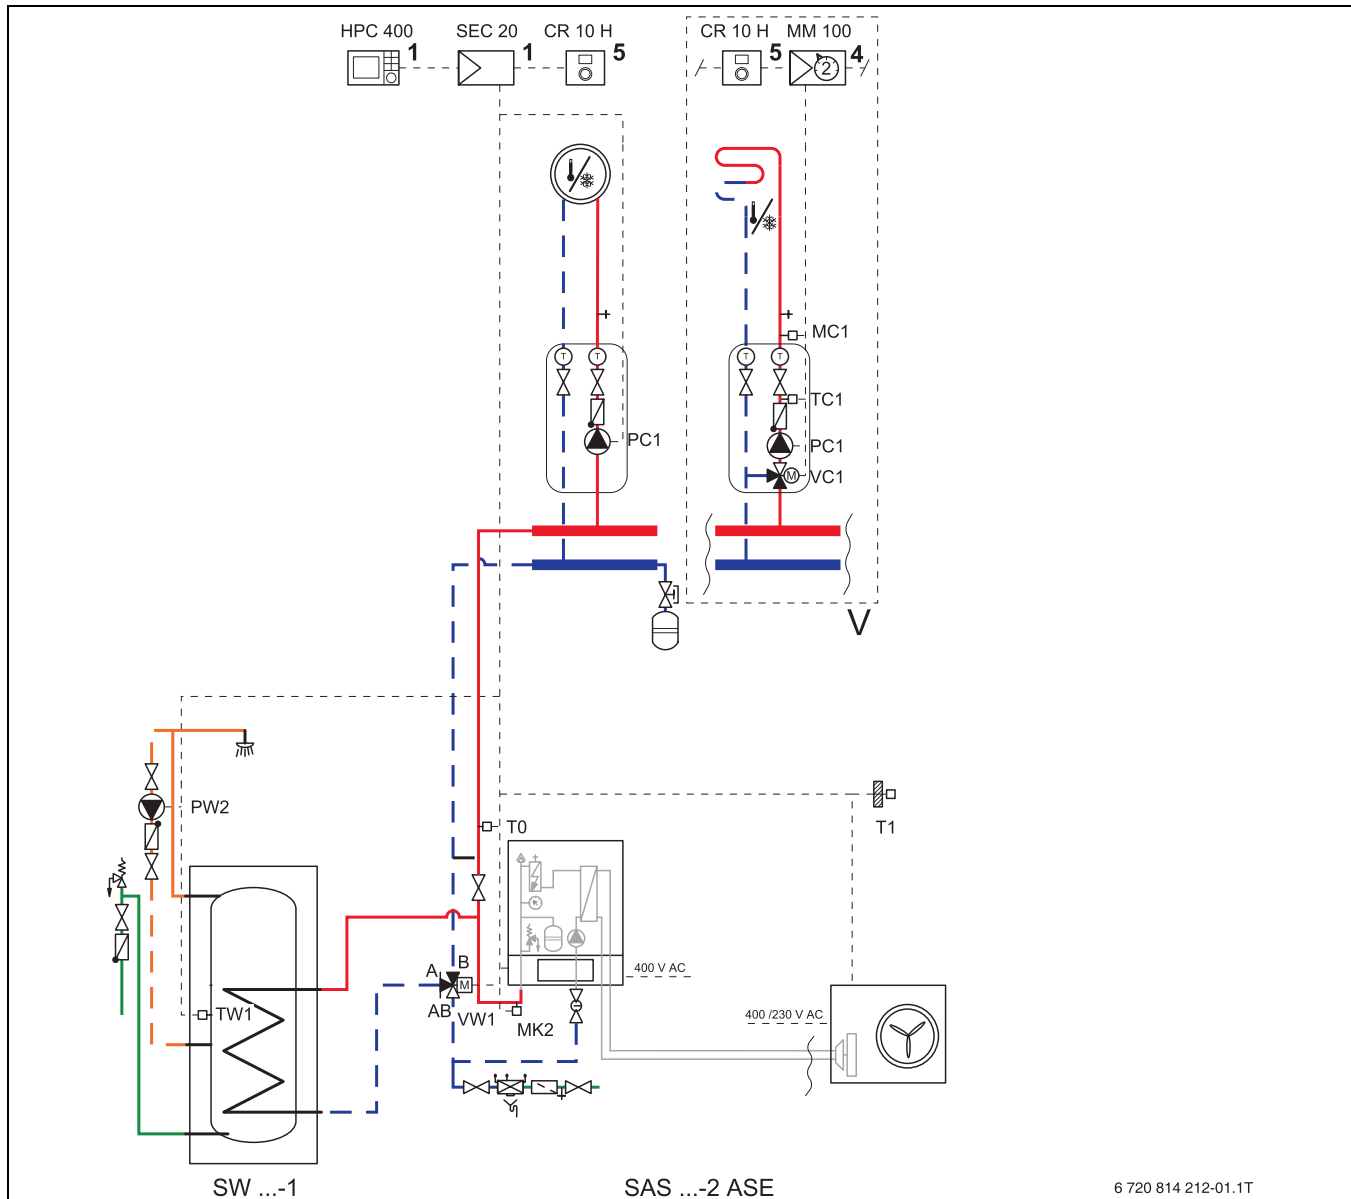 HPC 400 SEC 20 CR 10 H CR 10 H MM 100
1 1 5 5 4
2
MC1
T T T T
TC1
PC1 PC1
M VC1
V
PW2
T0 T1
A B
M
400 V AC
AB VW1
TW1 MK2
400 /230 V AC
SW ...-1 SAS ...-2 ASE 6 720 814 212-01.1T